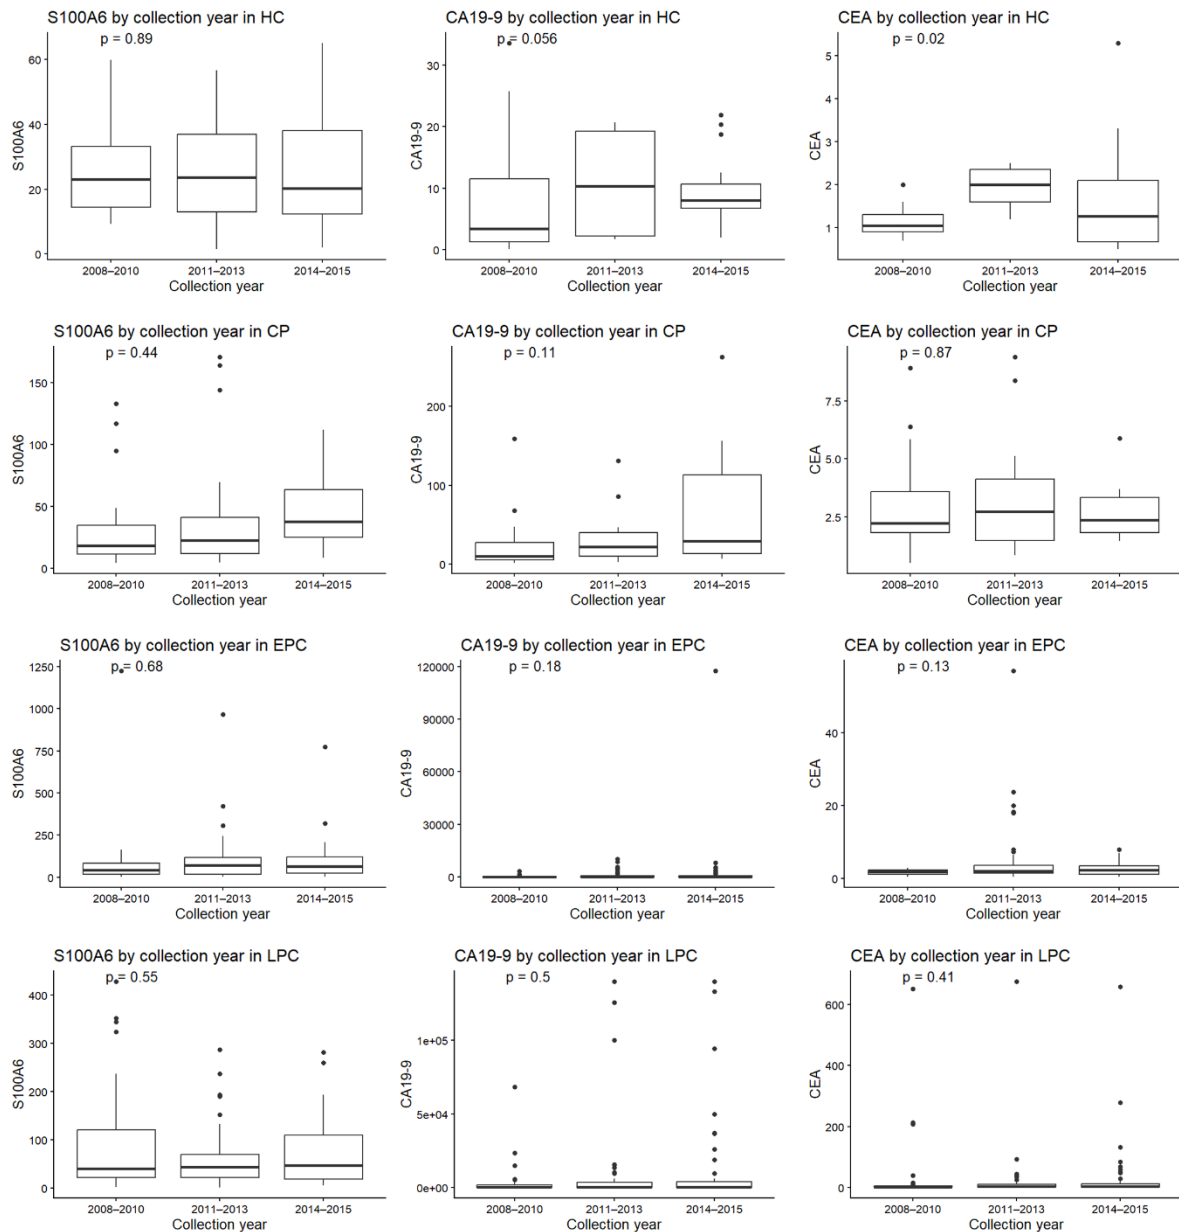 S100A6 by collection year in HC
p = 0.89
S100A6
60
40
20
0
2008–2010 2011–2013 2014–2015
Collection year
CA19-9 by collection year in HC
p = 0.056
CA19-9
30
20
10
0
2008–2010 2011–2013 2014–2015
Collection year
CEA by collection year in HC
p = 0.02
CEA
5
4
3
2
1
2008–2010 2011–2013 2014–2015
Collection year
S100A6 by collection year in CP
p = 0.44
S100A6
150
100
50
0
2008–2010 2011–2013 2014–2015
Collection year
CA19-9 by collection year in CP
p = 0.11
CA19-9
200
100
0
2008–2010 2011–2013 2014–2015
Collection year
CEA by collection year in CP
p = 0.87
CEA
7.5
5.0
2.5
2008–2010 2011–2013 2014–2015
Collection year
S100A6 by collection year in EPC
p = 0.68
S100A6
1250
1000
750
500
250
0
2008–2010 2011–2013 2014–2015
Collection year
CA19-9 by collection year in EPC
p = 0.18
CA19-9
120000
90000
60000
30000
0
2008–2010 2011–2013 2014–2015
Collection year
CEA by collection year in EPC
p = 0.13
CEA
40
20
0
2008–2010 2011–2013 2014–2015
Collection year
S100A6 by collection year in LPC
p = 0.55
S100A6
400
300
200
100
0
2008–2010 2011–2013 2014–2015
Collection year
CA19-9 by collection year in LPC
p = 0.5
CA19-9
1e+05
5e+04
0e+00
2008–2010 2011–2013 2014–2015
Collection year
CEA by collection year in LPC
p = 0.41
CEA
600
400
200
0
2008–2010 2011–2013 2014–2015
Collection year